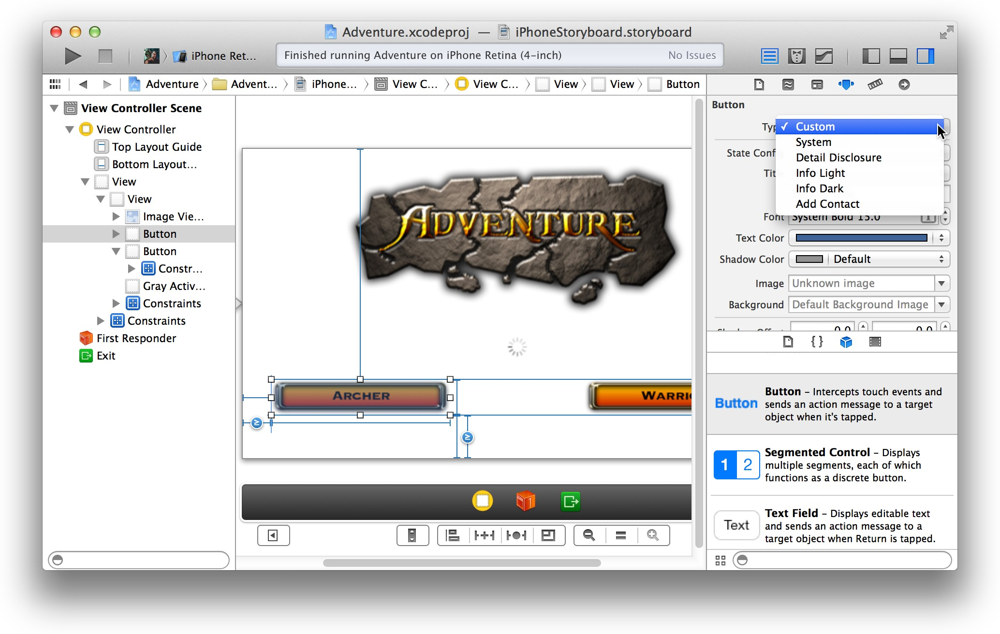 Adventure.xcodeproj — iPhoneStoryboard.storyboard
iPhone Ret...
Finished running Adventure on iPhone Retina (4-inch)
No Issues
Adventure
Advent...
iPhone...
View C...
View C...
View
View
Button
View Controller Scene
View Controller
Top Layout Guide
Bottom Layout...
View
View
Image Vie...
Button
Button
Constr...
Gray Activ...
Constraints
Constraints
First Responder
Exit
ADVENTURE
ARCHER
WARRI
≥
≥
Button
Typ
✓ Custom
System
Detail Disclosure
Info Light
Info Dark
Add Contact
State Conf
Tit
Font System Bold 15.0
Text Color
Shadow Color Default
Image Unknown image
Background Default Background Image
Shadow Offset 0.0 0.0
{ }
Button
Button – Intercepts touch events and
sends an action message to a target
object when it's tapped.
1 2
Segmented Control – Displays
multiple segments, each of which
functions as a discrete button.
Text
Text Field – Displays editable text
and sends an action message to a
target object when Return is tapped.